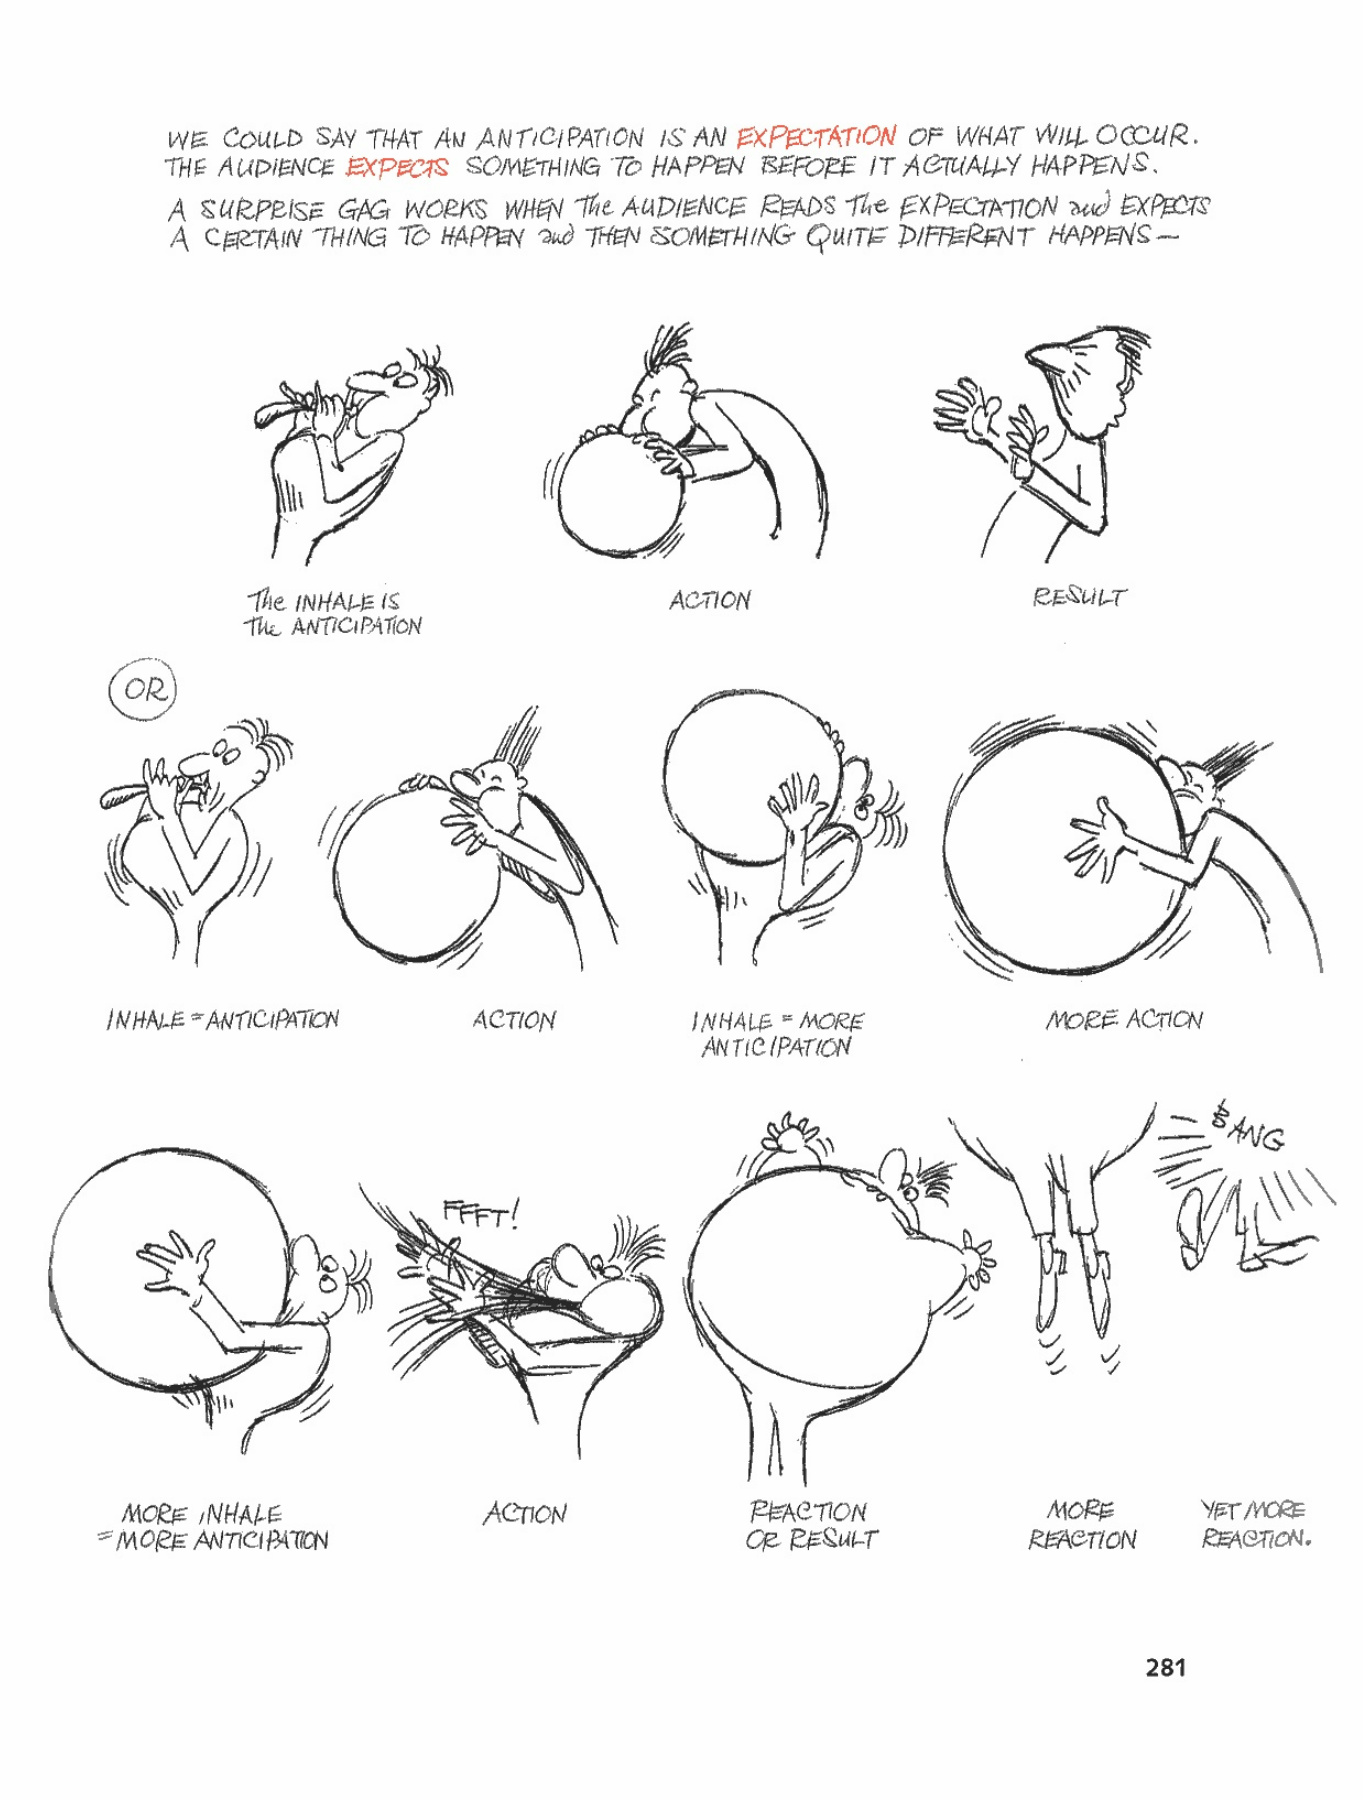 WE COULD SAY THAT AN ANTICIPATION IS AN EXPECTATION OF WHAT WILL OCCUR.
THE AUDIENCE EXPECTS SOMETHING TO HAPPEN BEFORE IT ACTUALLY HAPPENS.
A SURPRISE GAG WORKS WHEN The AUDIENCE READS The EXPECTATION and EXPECTS
A CERTAIN THING TO HAPPEN and THEN SOMETHING QUITE DIFFERENT HAPPENS—
The INHALE IS
The ANTICIPATION
ACTION
RESULT
OR
INHALE = ANTICIPATION
ACTION
INHALE = MORE
ANTICIPATION
MORE ACTION
FFFT!
BANG
MORE INHALE
= MORE ANTICIPATION
ACTION
REACTION
OR RESULT
MORE
REACTION
YET MORE
REACTION.
281